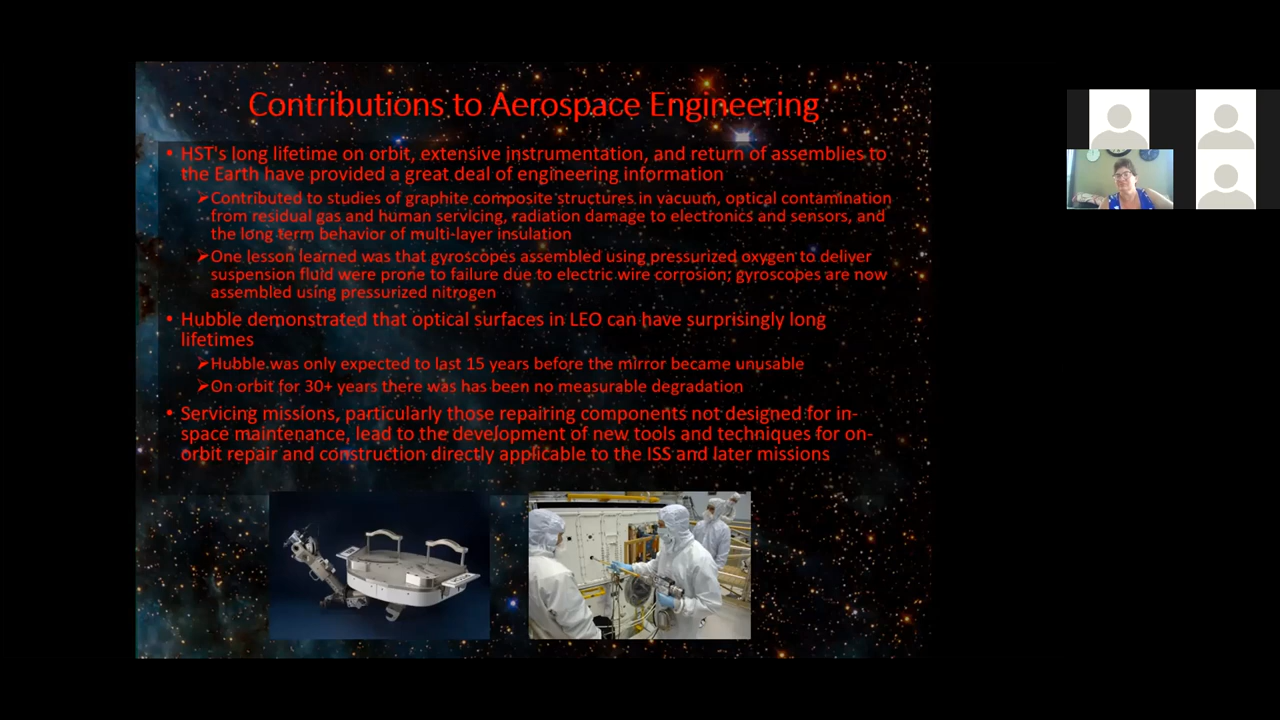 Contributions to Aerospace Engineering
• HST's long lifetime on orbit, extensive instrumentation, and return of assemblies to
the Earth have provided a great deal of engineering information
➢Contributed to studies of graphite composite structures in vacuum, optical contamination
from residual gas and human servicing, radiation damage to electronics and sensors, and
the long term behavior of multi-layer insulation
➢One lesson learned was that gyroscopes assembled using pressurized oxygen to deliver
suspension fluid were prone to failure due to electric wire corrosion; gyroscopes are now
assembled using pressurized nitrogen
• Hubble demonstrated that optical surfaces in LEO can have surprisingly long
lifetimes
➢Hubble was only expected to last 15 years before the mirror became unusable
➢On orbit for 30+ years there was has been no measurable degradation
• Servicing missions, particularly those repairing components not designed for in-
space maintenance, lead to the development of new tools and techniques for on-
orbit repair and construction directly applicable to the ISS and later missions